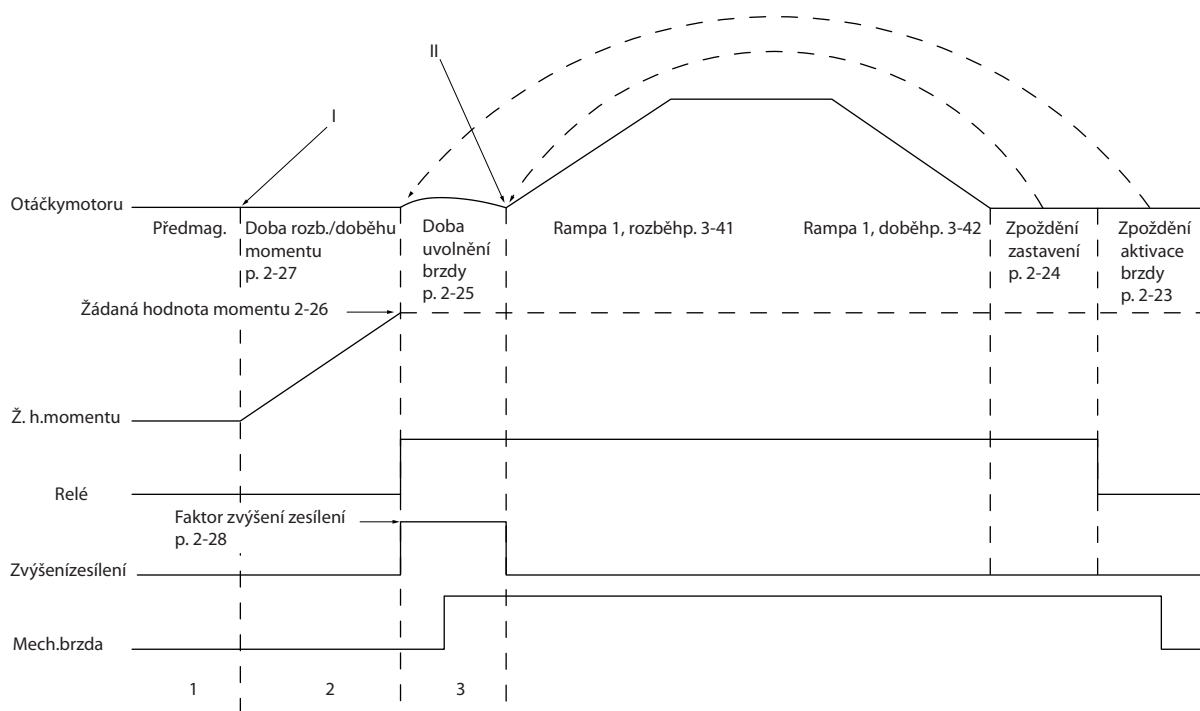 II
I
Otáčkymotoru
Předmag.
Doba rozb./doběhu
momentu
p. 2-27
Doba
uvolnění
brzdy
p. 2-25
Rampa 1, rozběhp. 3-41
Rampa 1, doběhp. 3-42
Zpoždění
zastavení
p. 2-24
Zpoždění
aktivace
brzdy
p. 2-23
Žádaná hodnota momentu 2-26
Ž. h.momentu
Relé
Faktor zvýšení zesílení
p. 2-28
Zvýšenízesílení
Mech.brzda
1
2
3